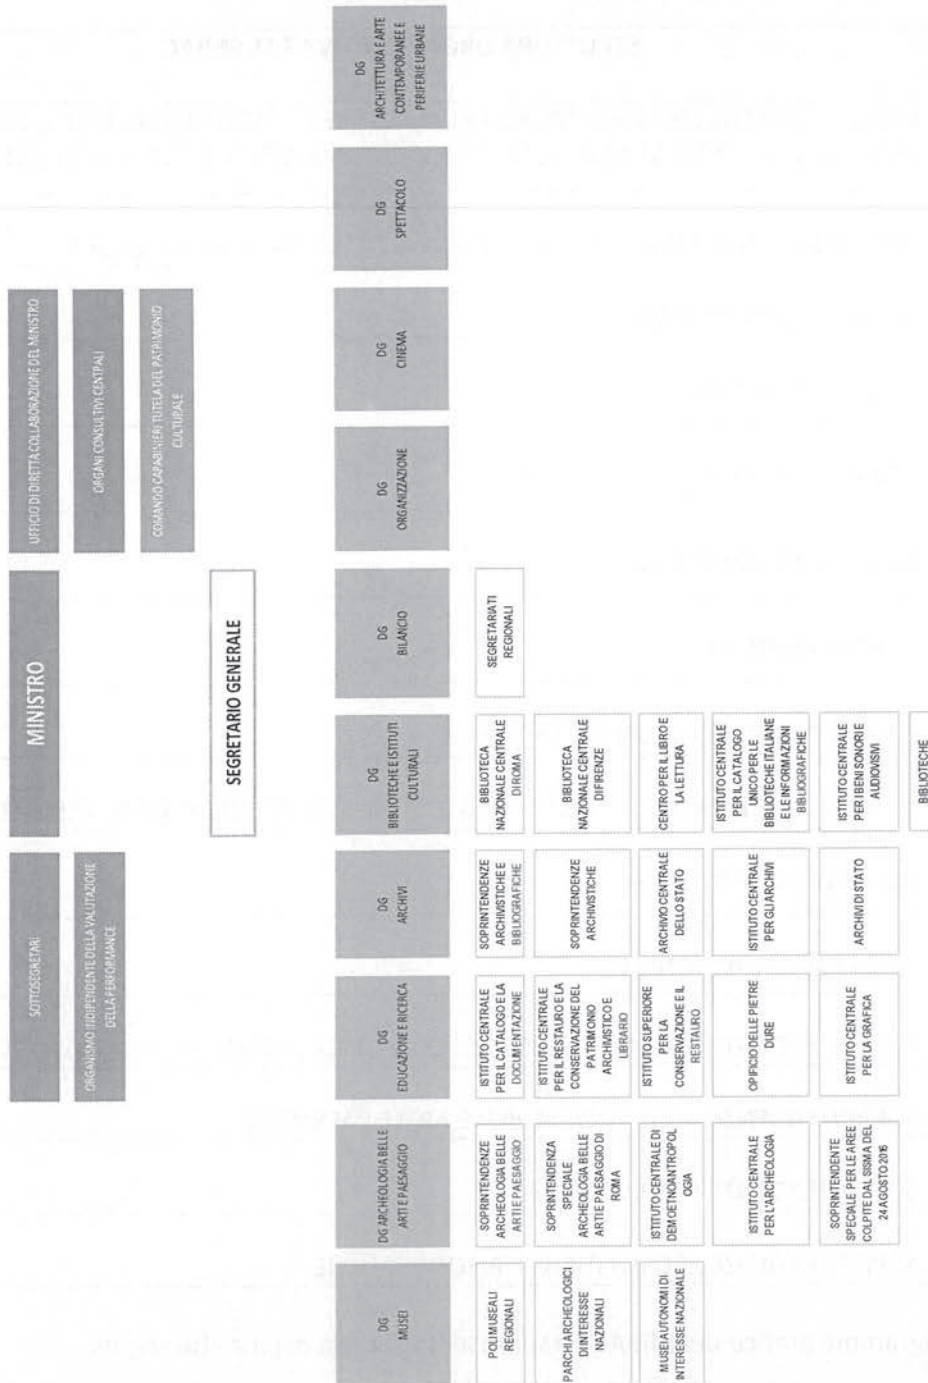 SOTTOSEGRETARI
MINISTRO
UFFICIO DI DIRETTA COLLABORAZIONE DEL MINISTRO
ORGANISMO INDIPENDENTE DELLA VALUTAZIONE
DELLA PERFORMANCE
ORGANI CONSULTIVI CENTRALI
COMANDO CARABINIERI TUTELA DEL PATRIMONIO
CULTURALE
SEGRETARIO GENERALE
DG
MUSEI
POLI MUSEALI
REGIONALI
PARCHI ARCHEOLOGICI
DI INTERESSE
NAZIONALI
MUSEI AUTONOMI DI
INTERESSE NAZIONALE
DG ARCHEOLOGIA BELLE
ARTI E PAESAGGIO
SOPRINTENDENZE
ARCHEOLOGIA BELLE
ARTI E PAESAGGIO
SOPRINTENDENZA
SPECIALE
ARCHEOLOGIA BELLE
ARTI E PAESAGGIO DI
ROMA
ISTITUTO CENTRALE DI
DEMOETNOANTROPOL
OGIA
ISTITUTO CENTRALE
PER L'ARCHEOLOGIA
SOPRINTENDENTE
SPECIALE PER LE AREE
COLPITE DAL SISMA DEL
24 AGOSTO 2016
DG
EDUCAZIONE E RICERCA
ISTITUTO CENTRALE
PER IL CATALOGO E LA
DOCUMENTAZIONE
ISTITUTO CENTRALE
PER IL RESTAURO E LA
CONSERVAZIONE DEL
PATRIMONIO
ARCHIVISTICO E
LIBRARIO
ISTITUTO SUPERIORE
PER LA
CONSERVAZIONE E IL
RESTAURO
OPIFICIO DELLE PIETRE
DURE
ISTITUTO CENTRALE
PER LA GRAFICA
DG
ARCHIVI
SOPRINTENDENZE
ARCHIVISTICHE E
BIBLIOGRAFICHE
SOPRINTENDENZE
ARCHIVISTICHE
ARCHIVIO CENTRALE
DELLO STATO
ISTITUTO CENTRALE
PER GLI ARCHIVI
ARCHIVI DI STATO
DG
BIBLIOTECHE E ISTITUTI
CULTURALI
BIBLIOTECA
NAZIONALE CENTRALE
DI ROMA
BIBLIOTECA
NAZIONALE CENTRALE
DI FIRENZE
CENTRO PER IL LIBRO E
LA LETTURA
ISTITUTO CENTRALE
PER IL CATALOGO
UNICO PER LE
BIBLIOTECHE ITALIANE
E LE INFORMAZIONI
BIBLIOGRAFICHE
ISTITUTO CENTRALE
PER I BENI SONORI E
AUDIOVISIVI
BIBLIOTECHE
DG
BILANCIO
SEGRETARIATI
REGIONALI
DG
ORGANIZZAZIONE
DG
CINEMA
DG
SPETTACOLO
DG
ARCHITETTURA E ARTE
CONTEMPORANEE E
PERIFERIE URBANE